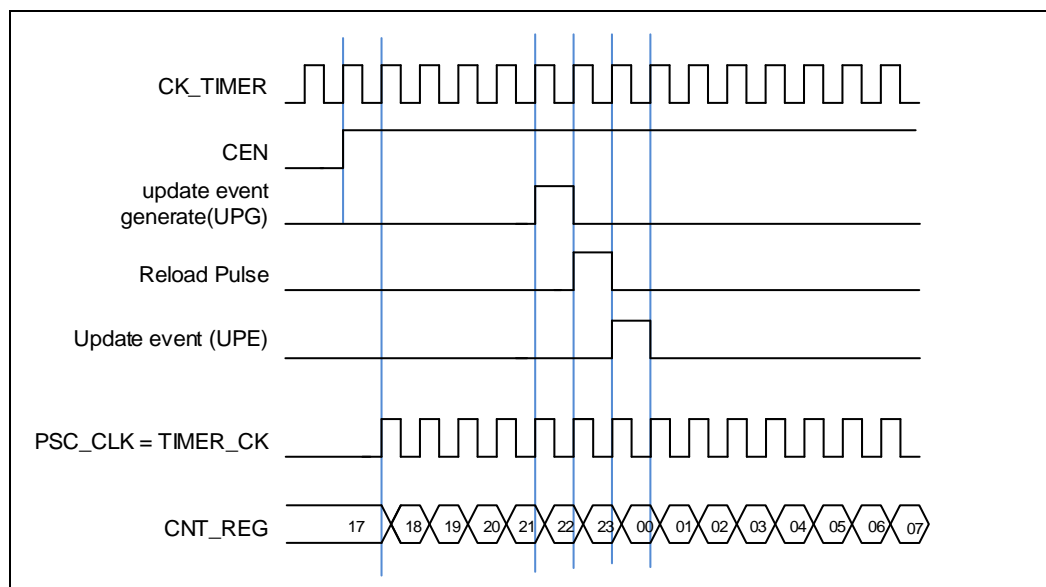 CK_TIMER
CEN
update event
generate(UPG)
Reload Pulse
Update event (UPE)
PSC_CLK = TIMER_CK
CNT_REG 17 18 19 20 21 22 23 00 01 02 03 04 05 06 07